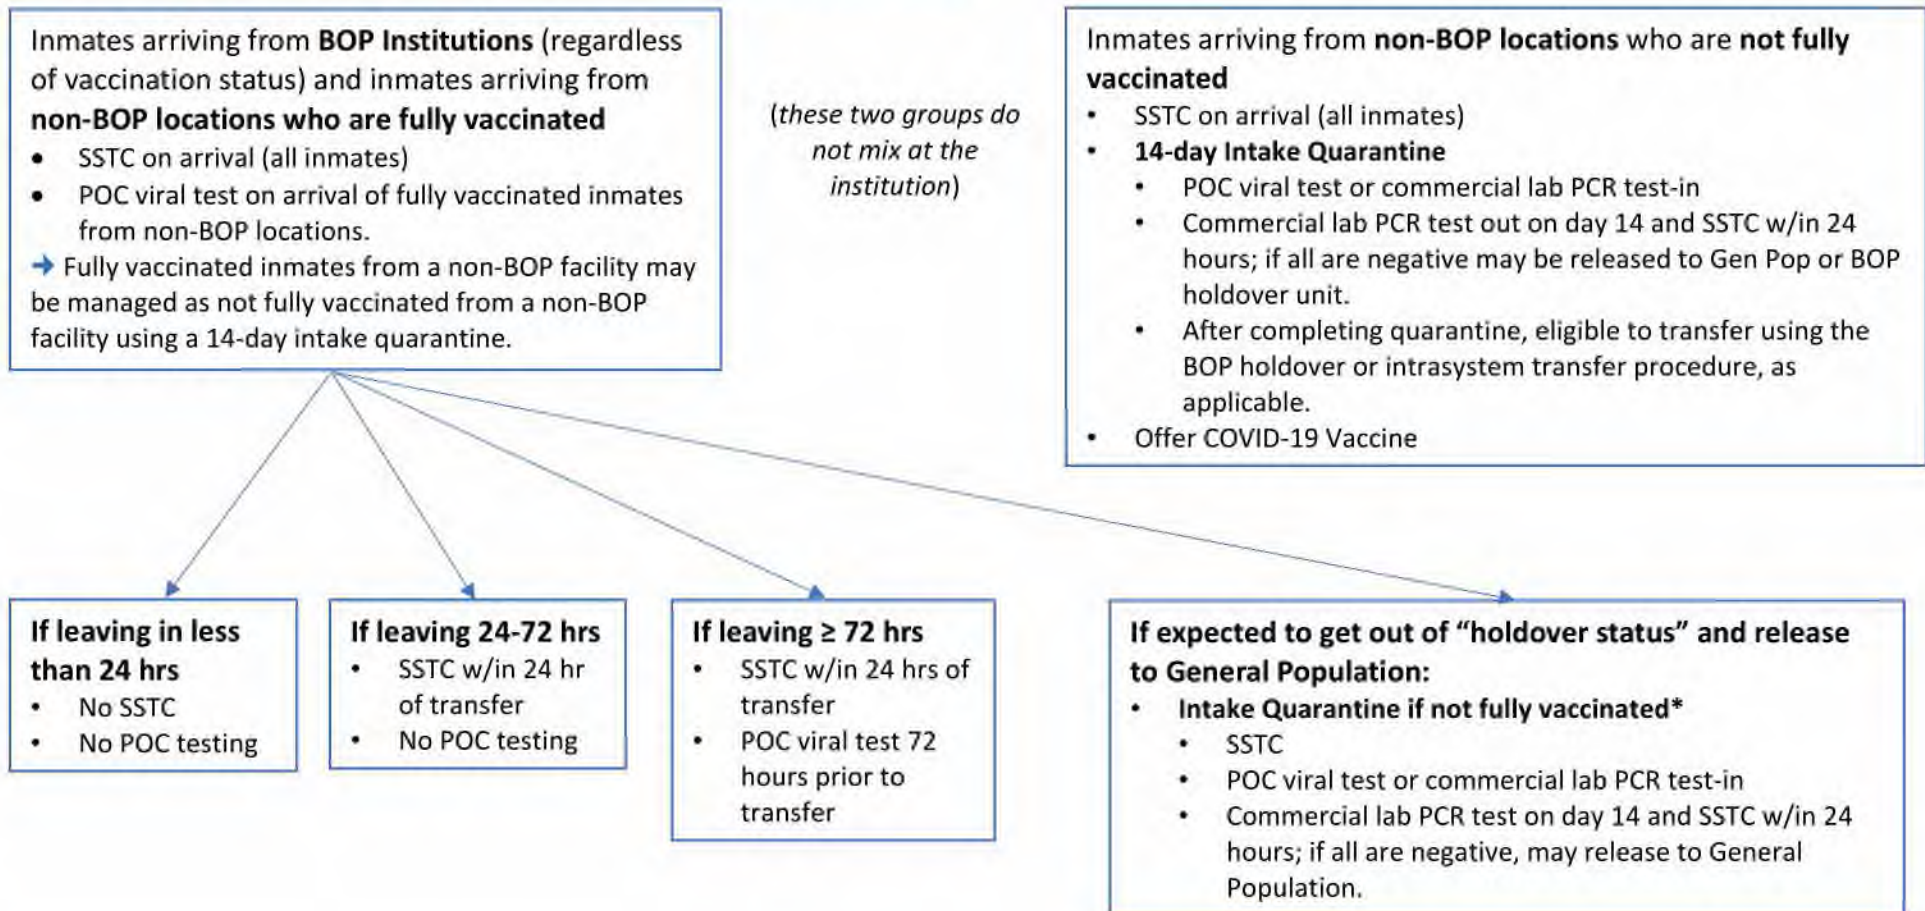 Inmates arriving from BOP Institutions (regardless
of vaccination status) and inmates arriving from
non-BOP locations who are fully vaccinated
• SSTC on arrival (all inmates)
• POC viral test on arrival of fully vaccinated inmates
from non-BOP locations.
➔ Fully vaccinated inmates from a non-BOP facility may
be managed as not fully vaccinated from a non-BOP
facility using a 14-day intake quarantine.
(these two groups do
not mix at the
institution)
Inmates arriving from non-BOP locations who are not fully
vaccinated
• SSTC on arrival (all inmates)
• 14-day Intake Quarantine
• POC viral test or commercial lab PCR test-in
• Commercial lab PCR test out on day 14 and SSTC w/in 24
hours; if all are negative may be released to Gen Pop or BOP
holdover unit.
• After completing quarantine, eligible to transfer using the
BOP holdover or intrasystem transfer procedure, as
applicable.
• Offer COVID-19 Vaccine
If leaving in less
than 24 hrs
• No SSTC
• No POC testing
If leaving 24-72 hrs
• SSTC w/in 24 hr
of transfer
• No POC testing
If leaving ≥ 72 hrs
• SSTC w/in 24 hrs of
transfer
• POC viral test 72
hours prior to
transfer
If expected to get out of “holdover status” and release
to General Population:
• Intake Quarantine if not fully vaccinated*
• SSTC
• POC viral test or commercial lab PCR test-in
• Commercial lab PCR test on day 14 and SSTC w/in 24
hours; if all are negative, may release to General
Population.